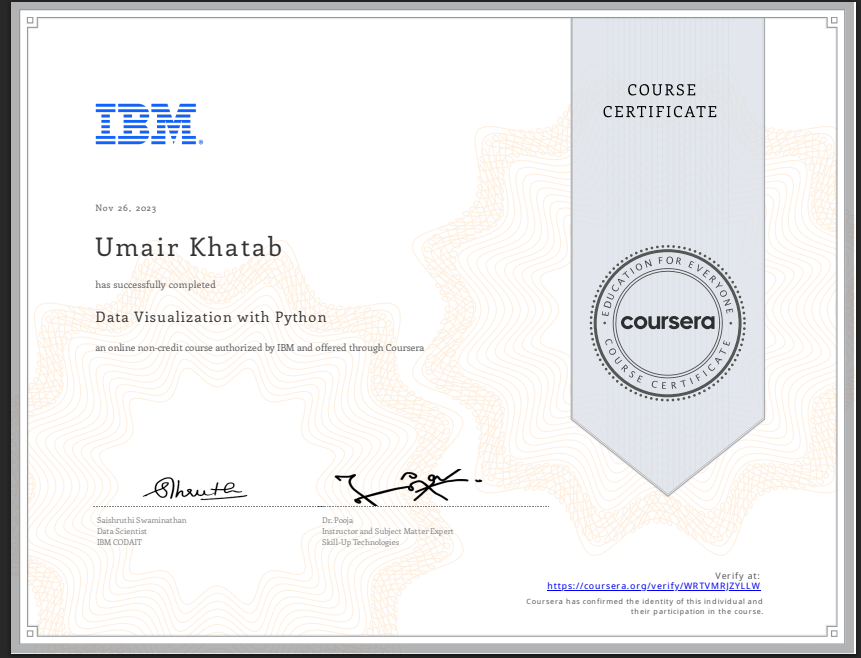 COURSE
CERTIFICATE
IBM®
Nov 26, 2023
Umair Khatab
has successfully completed
Data Visualization with Python
an online non-credit course authorized by IBM and offered through Coursera
EDUCATION FOR EVERYONE
coursera
COURSE CERTIFICATE
Shruthi
Saishruthi Swaminathan
Data Scientist
IBM CODAIT
Dr. Pooja
Instructor and Subject Matter Expert
Skill-Up Technologies
Verify at:
https://coursera.org/verify/WRTVMRJZYLLW
Coursera has confirmed the identity of this individual and
their participation in the course.